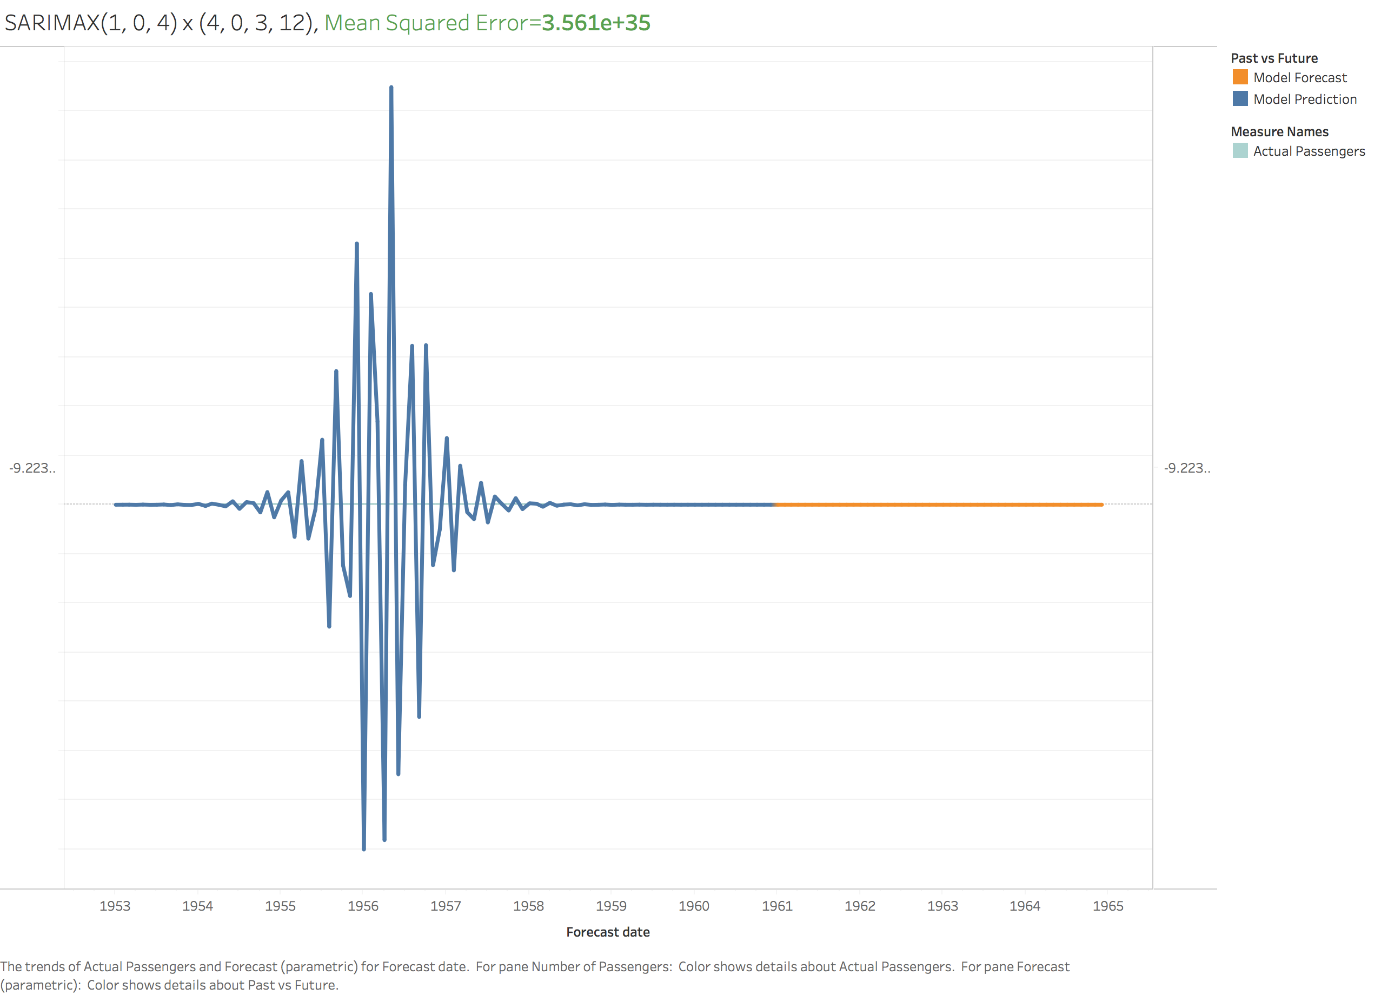 SARIMAX(1, 0, 4) x (4, 0, 3, 12), Mean Squared Error=3.561e+35
Past vs Future
Model Forecast
Model Prediction
Measure Names
Actual Passengers
-9.223..
-9.223..
1953 1954 1955 1956 1957 1958 1959 1960 1961 1962 1963 1964 1965
Forecast date
The trends of Actual Passengers and Forecast (parametric) for Forecast date. For pane Number of Passengers: Color shows details about Actual Passengers. For pane Forecast
(parametric): Color shows details about Past vs Future.